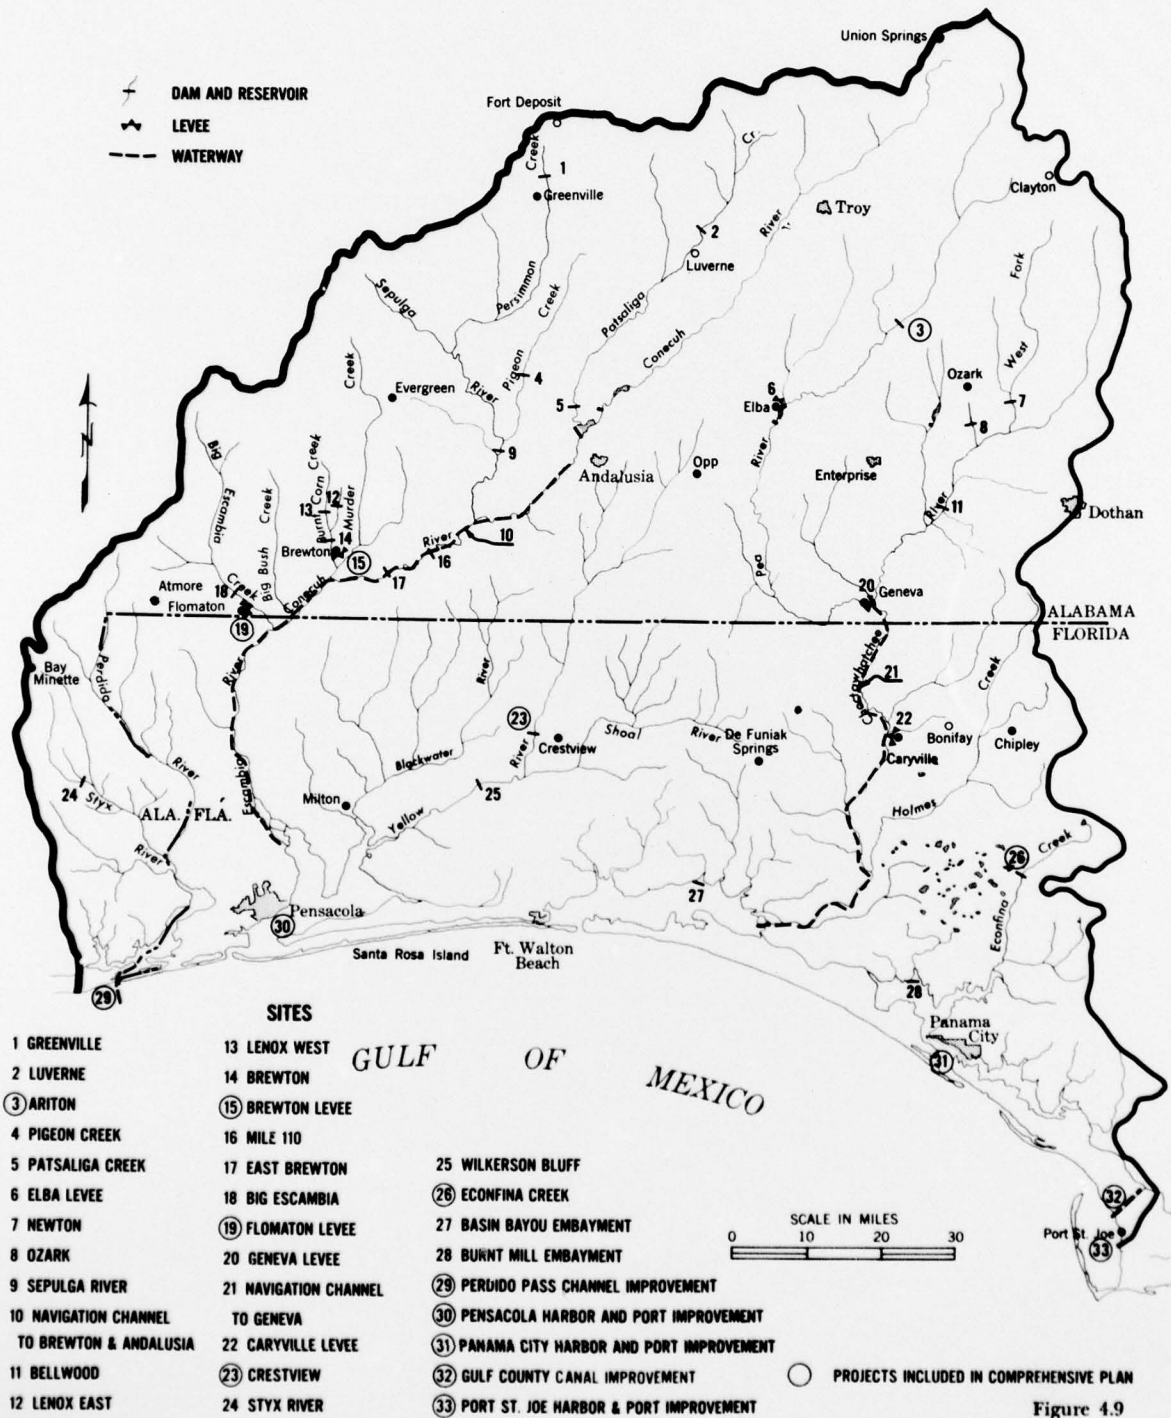 Union Springs
DAM AND RESERVOIR
LEVEE
WATERWAY
Fort Deposit
Creek
Cr.
1
Greenville
Clayton
Troy
River
2
Luverne
Fork
Persimmon
Creek
Sepulga
Patsaliga
Conecuh
3
West
Creek
Pigeon
4
River
Evergreen
Ozark
6
Elba
5
7
8
Big
9
River
Opp
Andalusia
Enterprise
Escambia
Creek
Burnt Corn Creek
Murder
12
13
14
11
River
Dothan
Brewton
15
River
10
16
17
Pea
Big Bush
Creek
18
Conecuh
Atmore
Flomaton
19
20
Geneva
ALABAMA
FLORIDA
Bay
Minette
Perdido
River
River
Choctawhatchee
21
Creek
23
Crestview
Shoal
River
De Funiak
Springs
22
Caryville
Bonifay
Chipley
River
Blackwater
River
24
Styx
ALA.
FLA.
Escambia
Milton
Yellow
25
Holmes
River
26
Creek
27
Econfina
30
Pensacola
Santa Rosa Island
Ft. Walton
Beach
28
29
Panama
City
31
GULF OF MEXICO
32
Port St. Joe
33
SITES
1 GREENVILLE
2 LUVERNE
3 ARITON
4 PIGEON CREEK
5 PATSALIGA CREEK
6 ELBA LEVEE
7 NEWTON
8 OZARK
9 SEPULGA RIVER
10 NAVIGATION CHANNEL
TO BREWTON & ANDALUSIA
11 BELLWOOD
12 LENOX EAST
13 LENOX WEST
14 BREWTON
15 BREWTON LEVEE
16 MILE 110
17 EAST BREWTON
18 BIG ESCAMBIA
19 FLOMATON LEVEE
20 GENEVA LEVEE
21 NAVIGATION CHANNEL
TO GENEVA
22 CARYVILLE LEVEE
23 CRESTVIEW
24 STYX RIVER
25 WILKERSON BLUFF
26 ECONFINA CREEK
27 BASIN BAYOU EMBAYMENT
28 BURNT MILL EMBAYMENT
29 PERDIDO PASS CHANNEL IMPROVEMENT
30 PENSACOLA HARBOR AND PORT IMPROVEMENT
31 PANAMA CITY HARBOR AND PORT IMPROVEMENT
32 GULF COUNTY CANAL IMPROVEMENT
33 PORT ST. JOE HARBOR & PORT IMPROVEMENT
SCALE IN MILES
0 10 20 30
PROJECTS INCLUDED IN COMPREHENSIVE PLAN
Figure 4.9